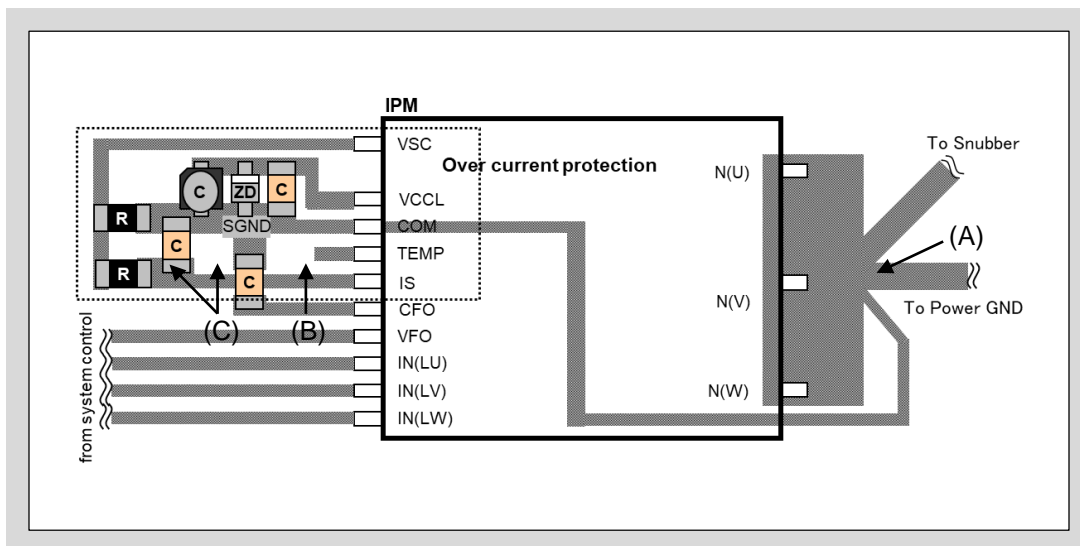 IPM
VSC
Over current protection
To Snubber
N(U)
C
ZD
C
VCCL
R
SGND
COM
(A)
C
TEMP
R
C
IS
N(V)
(C)
(B)
CFO
To Power GND
VFO
from system control
IN(LU)
IN(LV)
N(W)
IN(LW)